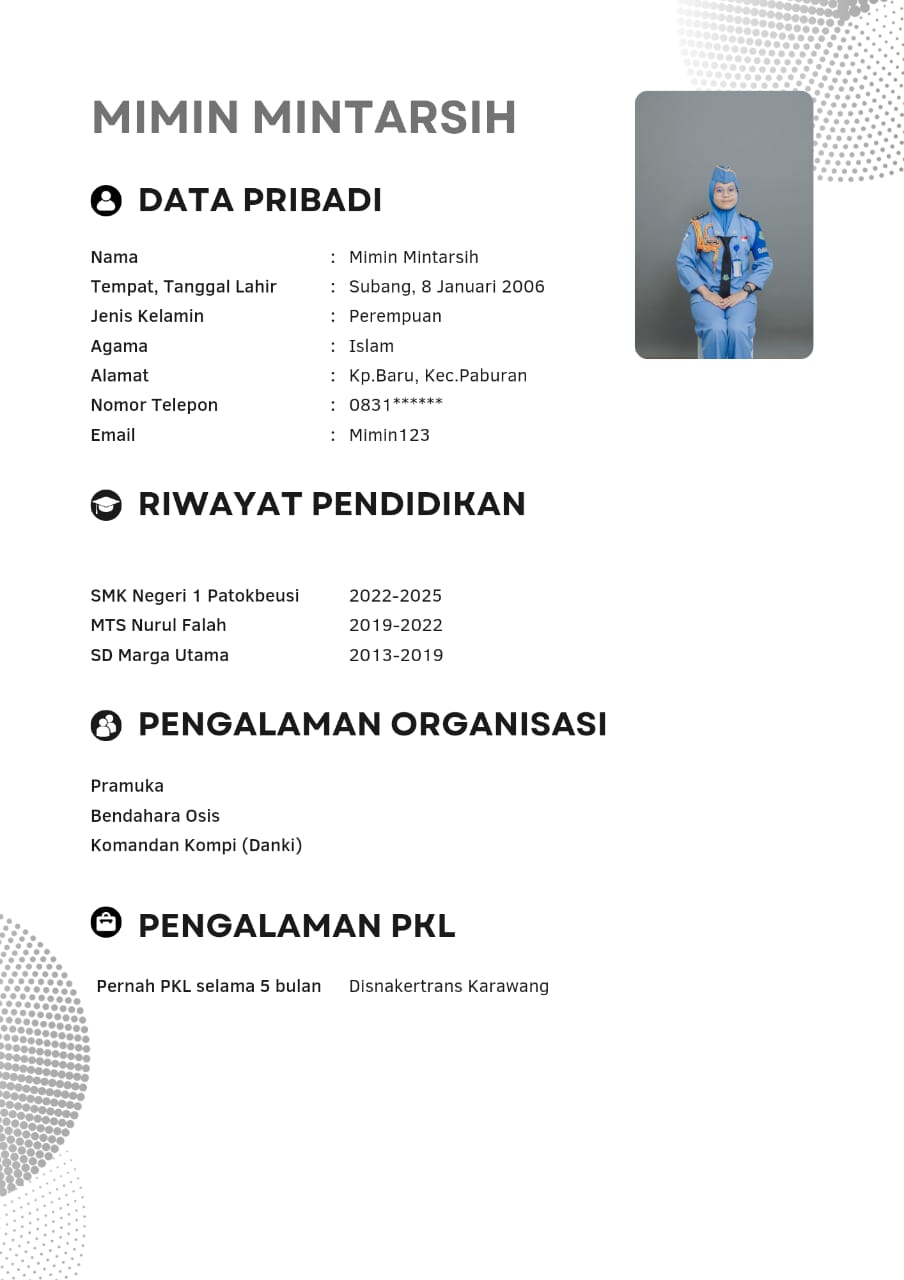 MIMIN MINTARSIH
DATA PRIBADI
Nama : Mimin Mintarsih
Tempat, Tanggal Lahir : Subang, 8 Januari 2006
Jenis Kelamin : Perempuan
Agama : Islam
Alamat : Kp.Baru, Kec.Paburan
Nomor Telepon : 0831******
Email : Mimin123
RIWAYAT PENDIDIKAN
SMK Negeri 1 Patokbeusi 2022-2025
MTS Nurul Falah 2019-2022
SD Marga Utama 2013-2019
PENGALAMAN ORGANISASI
Pramuka
Bendahara Osis
Komandan Kompi (Danki)
PENGALAMAN PKL
Pernah PKL selama 5 bulan Disnakertrans Karawang